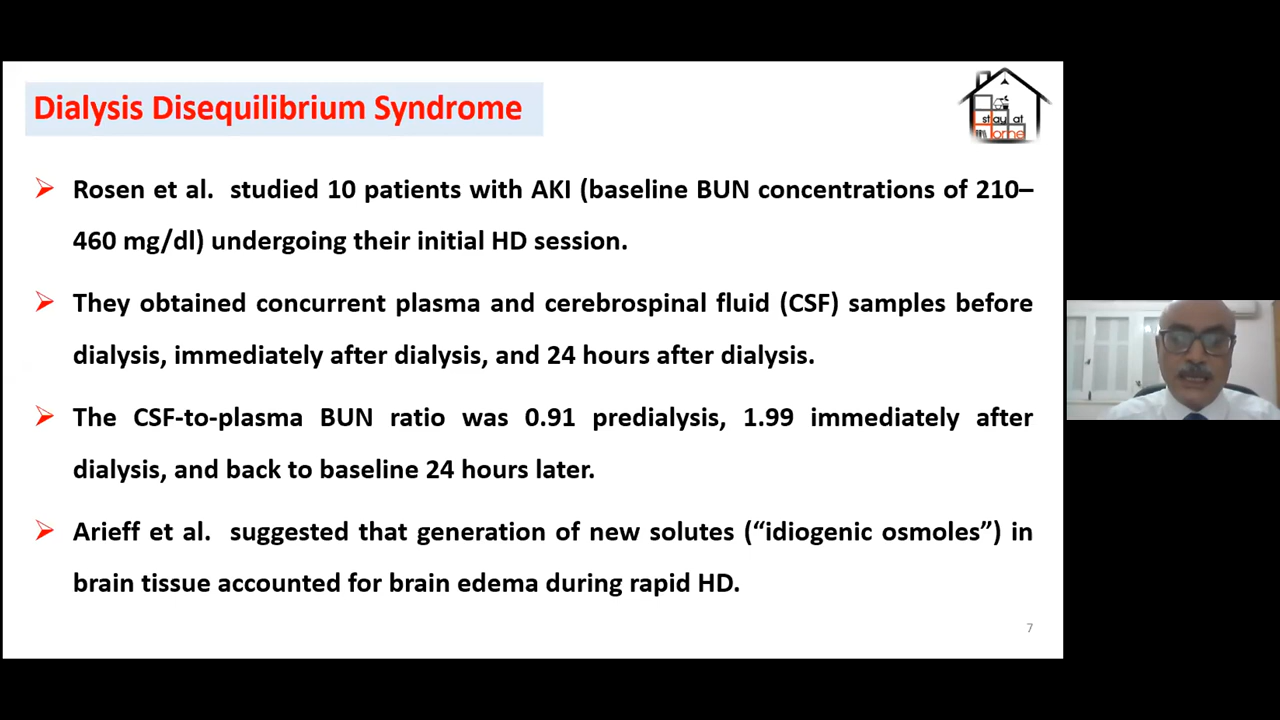 Dialysis Disequilibrium Syndrome
stay at
home
Rosen et al. studied 10 patients with AKI (baseline BUN concentrations of 210–
460 mg/dl) undergoing their initial HD session.
They obtained concurrent plasma and cerebrospinal fluid (CSF) samples before
dialysis, immediately after dialysis, and 24 hours after dialysis.
The CSF-to-plasma BUN ratio was 0.91 predialysis, 1.99 immediately after
dialysis, and back to baseline 24 hours later.
Arieff et al. suggested that generation of new solutes (“idiogenic osmoles”) in
brain tissue accounted for brain edema during rapid HD.
7